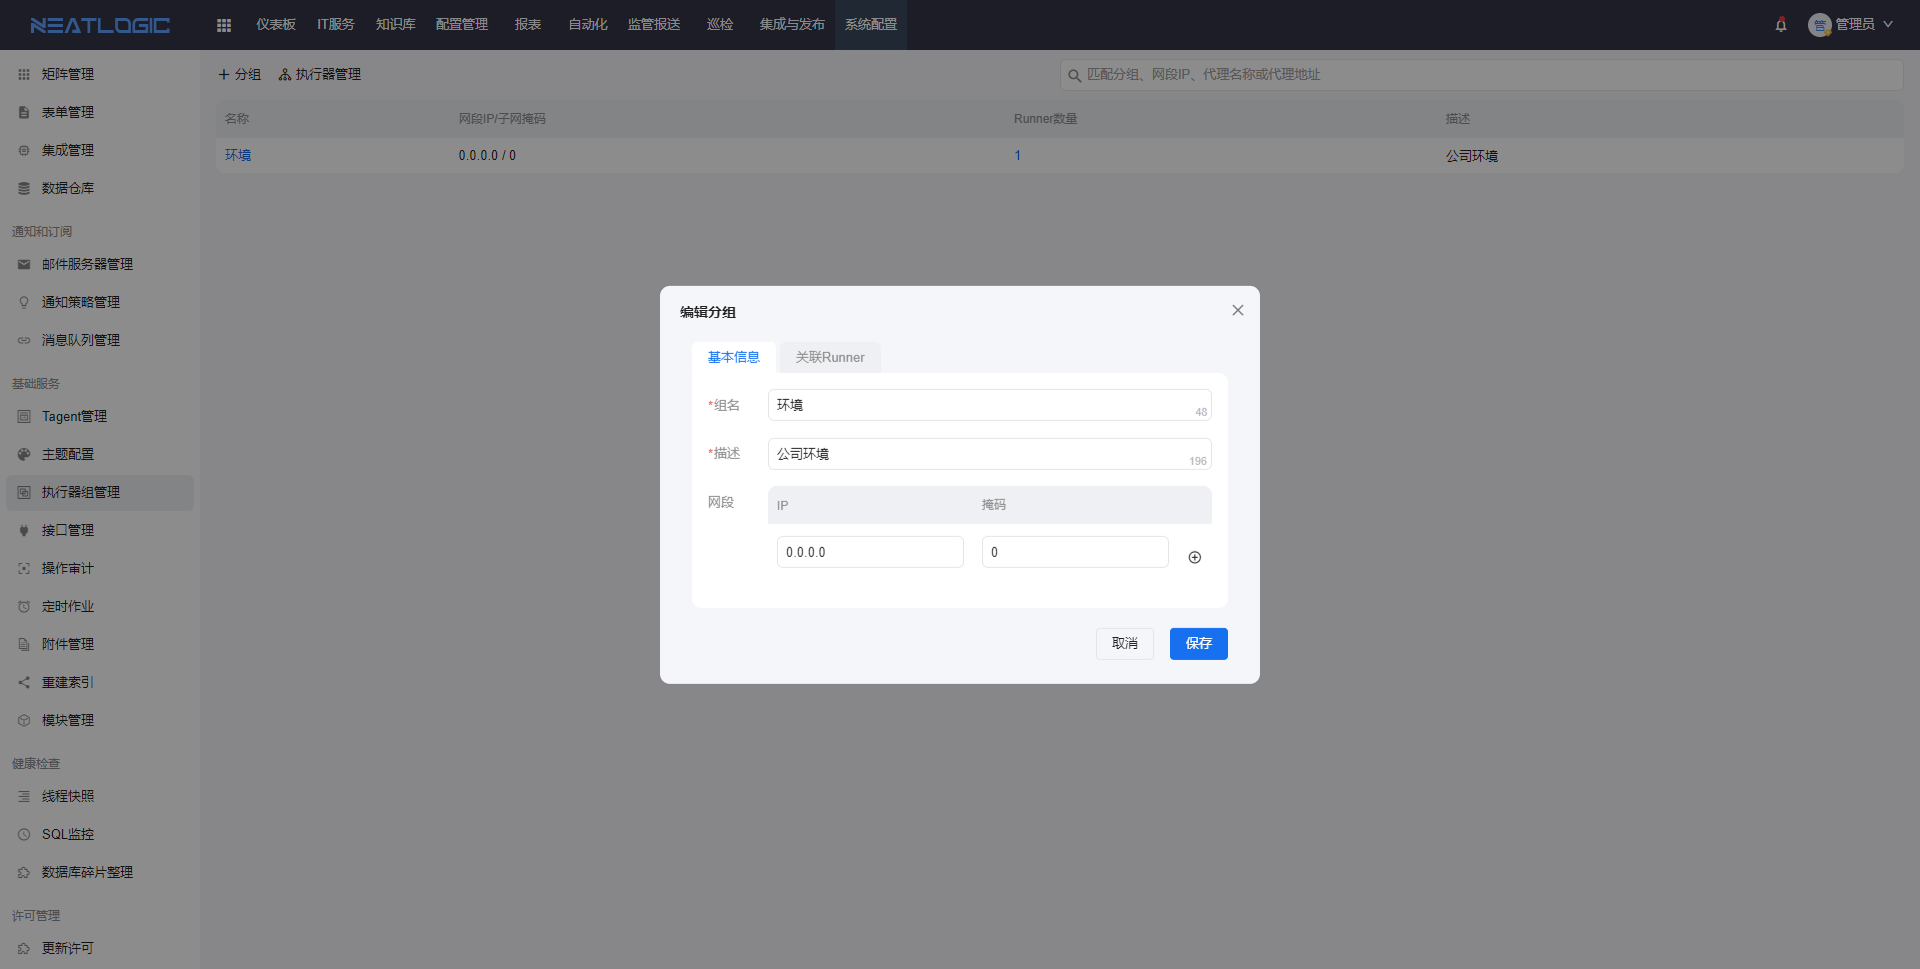 NEATLOGIC
仪表板 IT服务 知识库 配置管理 报表 自动化 监管报送 巡检 集成与发布 系统配置
管 管理员
矩阵管理
表单管理
集成管理
数据仓库
通知和订阅
邮件服务器管理
通知策略管理
消息队列管理
基础服务
Tagent管理
主题配置
执行器组管理
接口管理
操作审计
定时作业
附件管理
重建索引
模块管理
健康检查
线程快照
SQL监控
数据库碎片整理
许可管理
更新许可
分组 执行器管理
匹配分组、网段IP、代理名称或代理地址
名称 网段IP/子网掩码 Runner数量 描述
环境 0.0.0.0 / 0 1 公司环境
编辑分组
基本信息 关联Runner
*组名 环境 48
*描述 公司环境 196
网段 IP 掩码
0.0.0.0 0
取消 保存